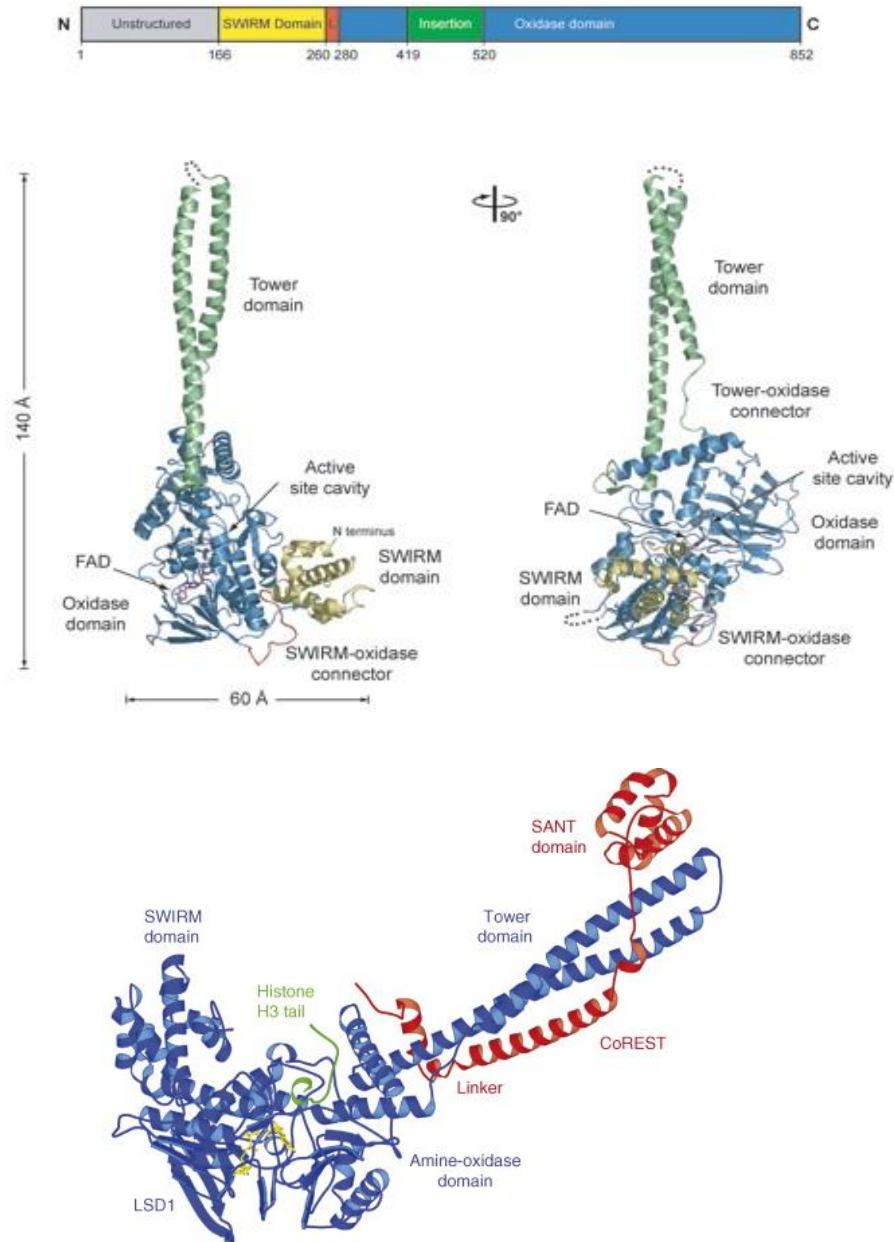 N Unstructured SWIRM Domain L Insertion Oxidase domain C
1 166 260 280 419 520 852
90°
Tower
domain
Tower
domain
140 Å
Tower-oxidase
connector
Active
site cavity
Active
site cavity
FAD
N terminus
Oxidase
domain
SWIRM
domain
FAD
SWIRM
domain
Oxidase
domain
SWIRM-oxidase
connector
SWIRM-oxidase
connector
60 Å
SANT
domain
SWIRM
domain
Tower
domain
Histone
H3 tail
CoREST
Linker
Amine-oxidase
domain
LSD1